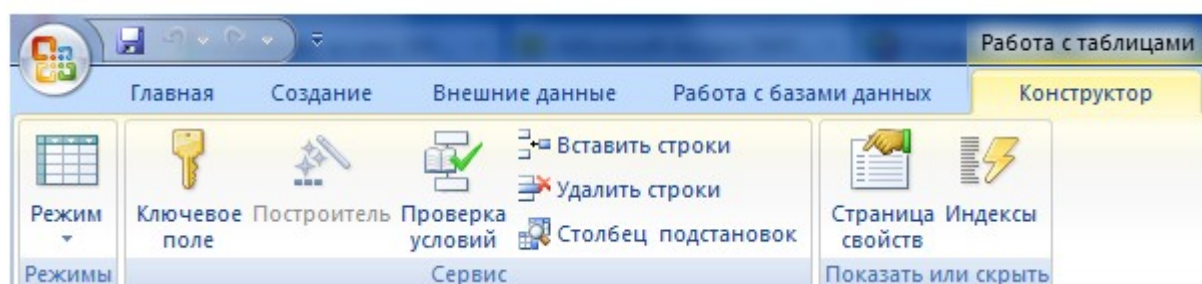 Работа с таблицами
Главная Создание Внешние данные Работа с базами данных Конструктор
Режим
Ключевое поле
Построитель
Проверка условий
Вставить строки
Удалить строки
Столбец подстановок
Страница свойств
Индексы
Режимы Сервис Показать или скрыть